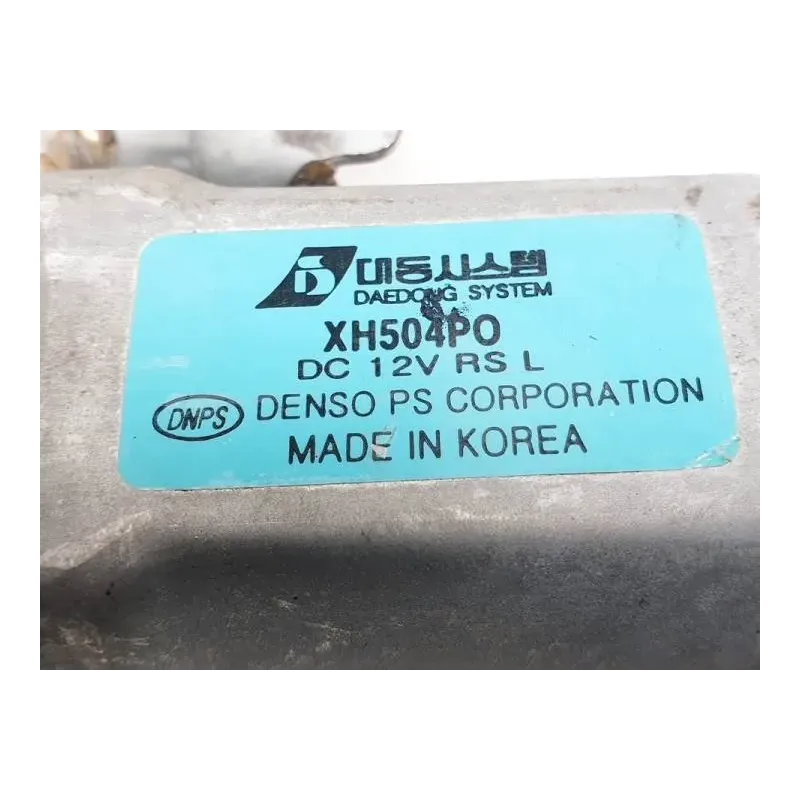 대동시스템
DAEDONG SYSTEM
XH504PO
DC 12V RS L
DNPS DENSO PS CORPORATION
MADE IN KOREA